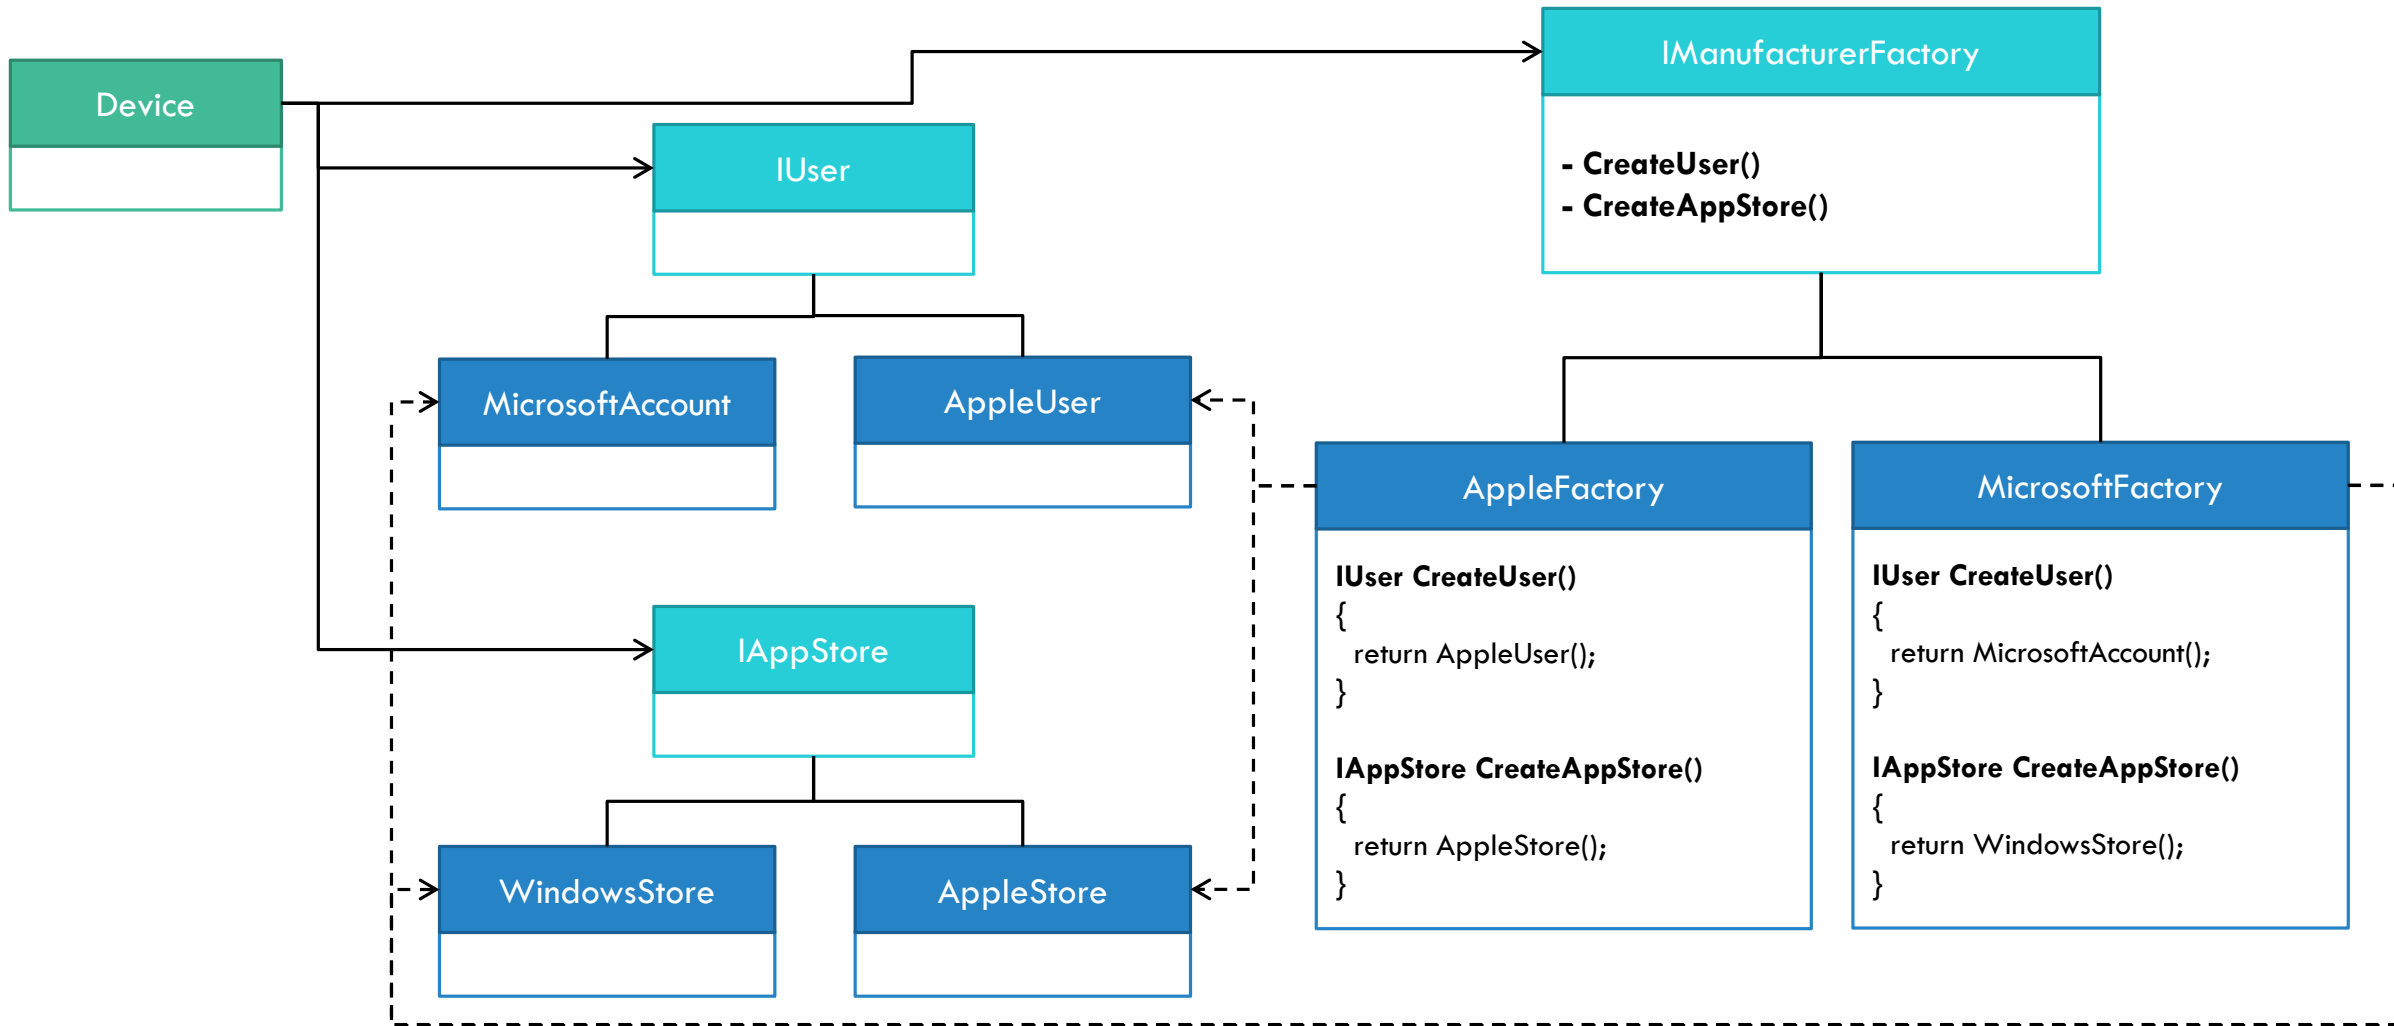 Device
IManufacturerFactory
- CreateUser()
- CreateAppStore()
IUser
MicrosoftAccount
AppleUser
IAppStore
WindowsStore
AppleStore
AppleFactory
IUser CreateUser()
{
return AppleUser();
}
IAppStore CreateAppStore()
{
return AppleStore();
}
MicrosoftFactory
IUser CreateUser()
{
return MicrosoftAccount();
}
IAppStore CreateAppStore()
{
return WindowsStore();
}